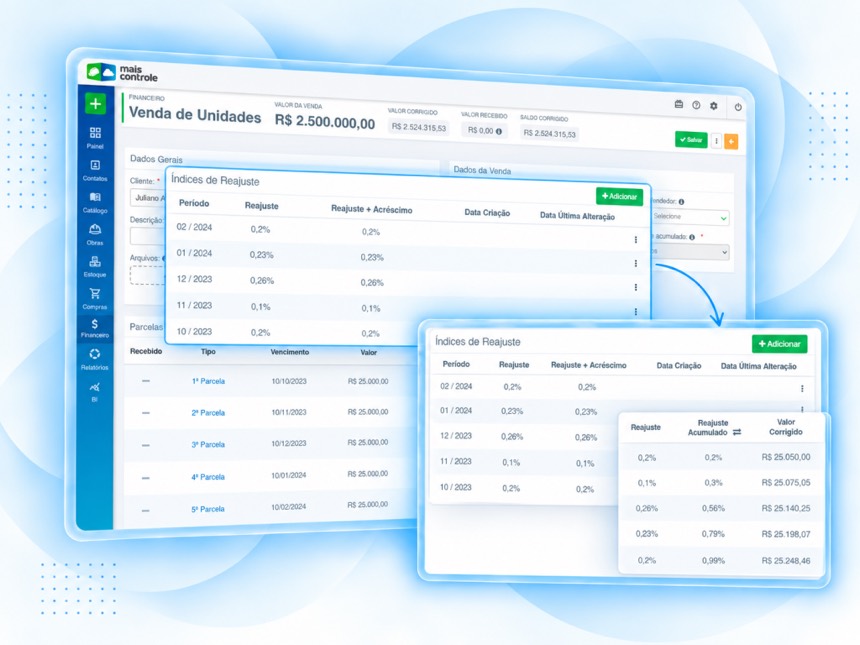 mais
controle
FINANCEIRO
Venda de Unidades
VALOR DA VENDA
R$ 2.500.000,00
VALOR CORRIGIDO
R$ 2.524.315,53
VALOR RECEBIDO
R$ 0,00
SALDO CORRIGIDO
R$ 2.524.315,53
Salvar
Painel
Contatos
Catálogo
Obras
Estoque
Compras
Financeiro
Relatórios
BI
Dados Gerais
Dados da Venda
Cliente: *
Juliano A
Descrição:
Arquivos:
Selecione
acumulado: *
Índices de Reajuste
+ Adicionar
Período Reajuste Reajuste + Acréscimo Data Criação Data Última Alteração
02 / 2024 0,2% 0,2%
01 / 2024 0,23% 0,23%
12 / 2023 0,26% 0,26%
11 / 2023 0,1% 0,1%
10 / 2023 0,2% 0,2%
Parcelas
Recebido Tipo Vencimento Valor
— 1ª Parcela 10/10/2023 R$ 25.000,00
— 2ª Parcela 10/11/2023 R$ 25.000,00
— 3ª Parcela 10/12/2023 R$ 25.000,00
— 4ª Parcela 10/01/2024 R$ 25.000,00
— 5ª Parcela 10/02/2024 R$ 25.000,00
Índices de Reajuste
+ Adicionar
Período Reajuste Reajuste + Acréscimo Data Criação Data Última Alteração
02 / 2024 0,2% 0,2%
01 / 2024 0,23% 0,23%
12 / 2023 0,26% 0,26%
11 / 2023 0,1% 0,1%
10 / 2023 0,2% 0,2%
Reajuste Reajuste Acumulado Valor Corrigido
0,2% 0,2% R$ 25.050,00
0,1% 0,3% R$ 25.075,05
0,26% 0,56% R$ 25.140,25
0,23% 0,79% R$ 25.198,07
0,2% 0,99% R$ 25.248,46